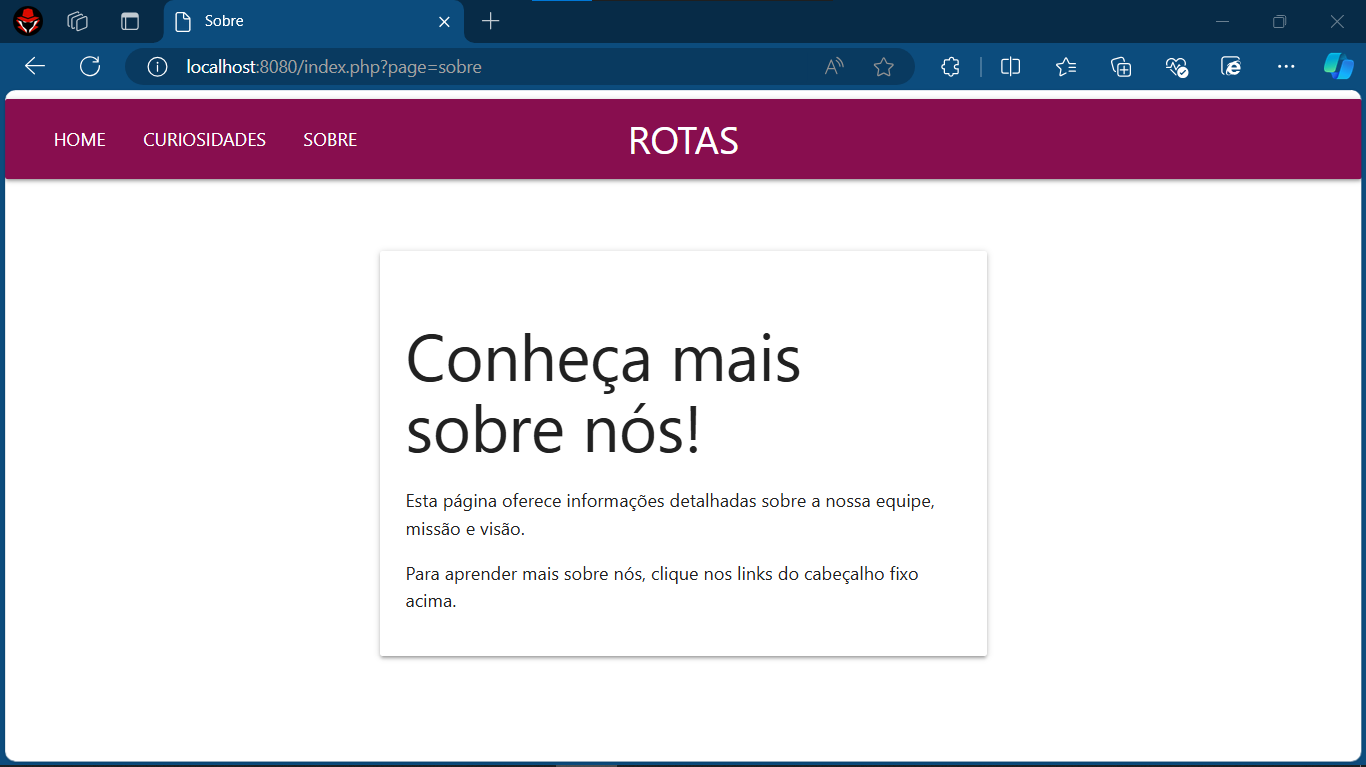 Sobre
localhost:8080/index.php?page=sobre
HOME CURIOSIDADES SOBRE ROTAS
Conheça mais
sobre nós!
Esta página oferece informações detalhadas sobre a nossa equipe,
missão e visão.
Para aprender mais sobre nós, clique nos links do cabeçalho fixo
acima.